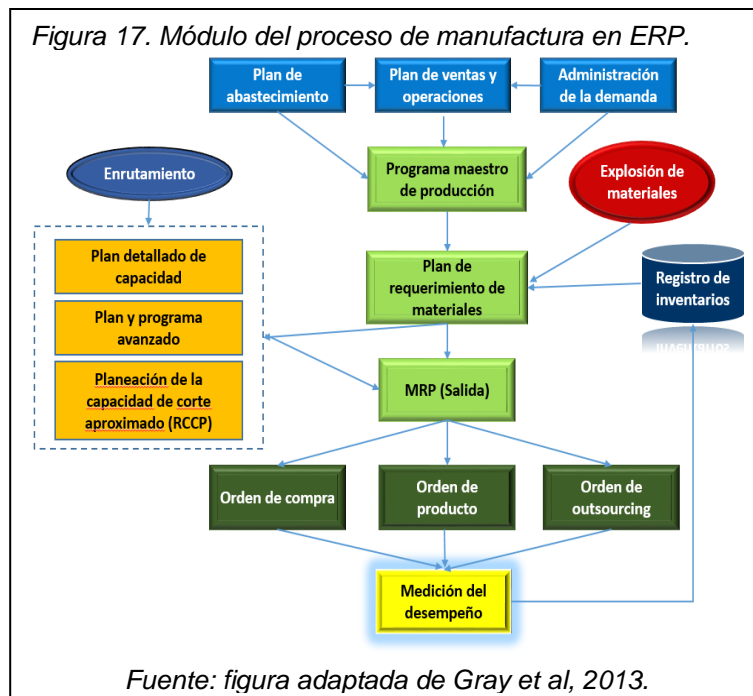 Figura 17. Módulo del proceso de manufactura en ERP.
Plan de
abastecimiento
Plan de ventas y
operaciones
Administración
de la demanda
Enrutamiento
Programa maestro
de producción
Explosión de
materiales
Plan detallado de
capacidad
Plan de
requerimiento de
materiales
Registro de
inventarios
Plan y programa
avanzado
Planeación de la
capacidad de corte
aproximado (RCCP)
MRP (Salida)
Orden de compra
Orden de
producto
Orden de
outsourcing
Medición del
desempeño
Fuente: figura adaptada de Gray et al, 2013.